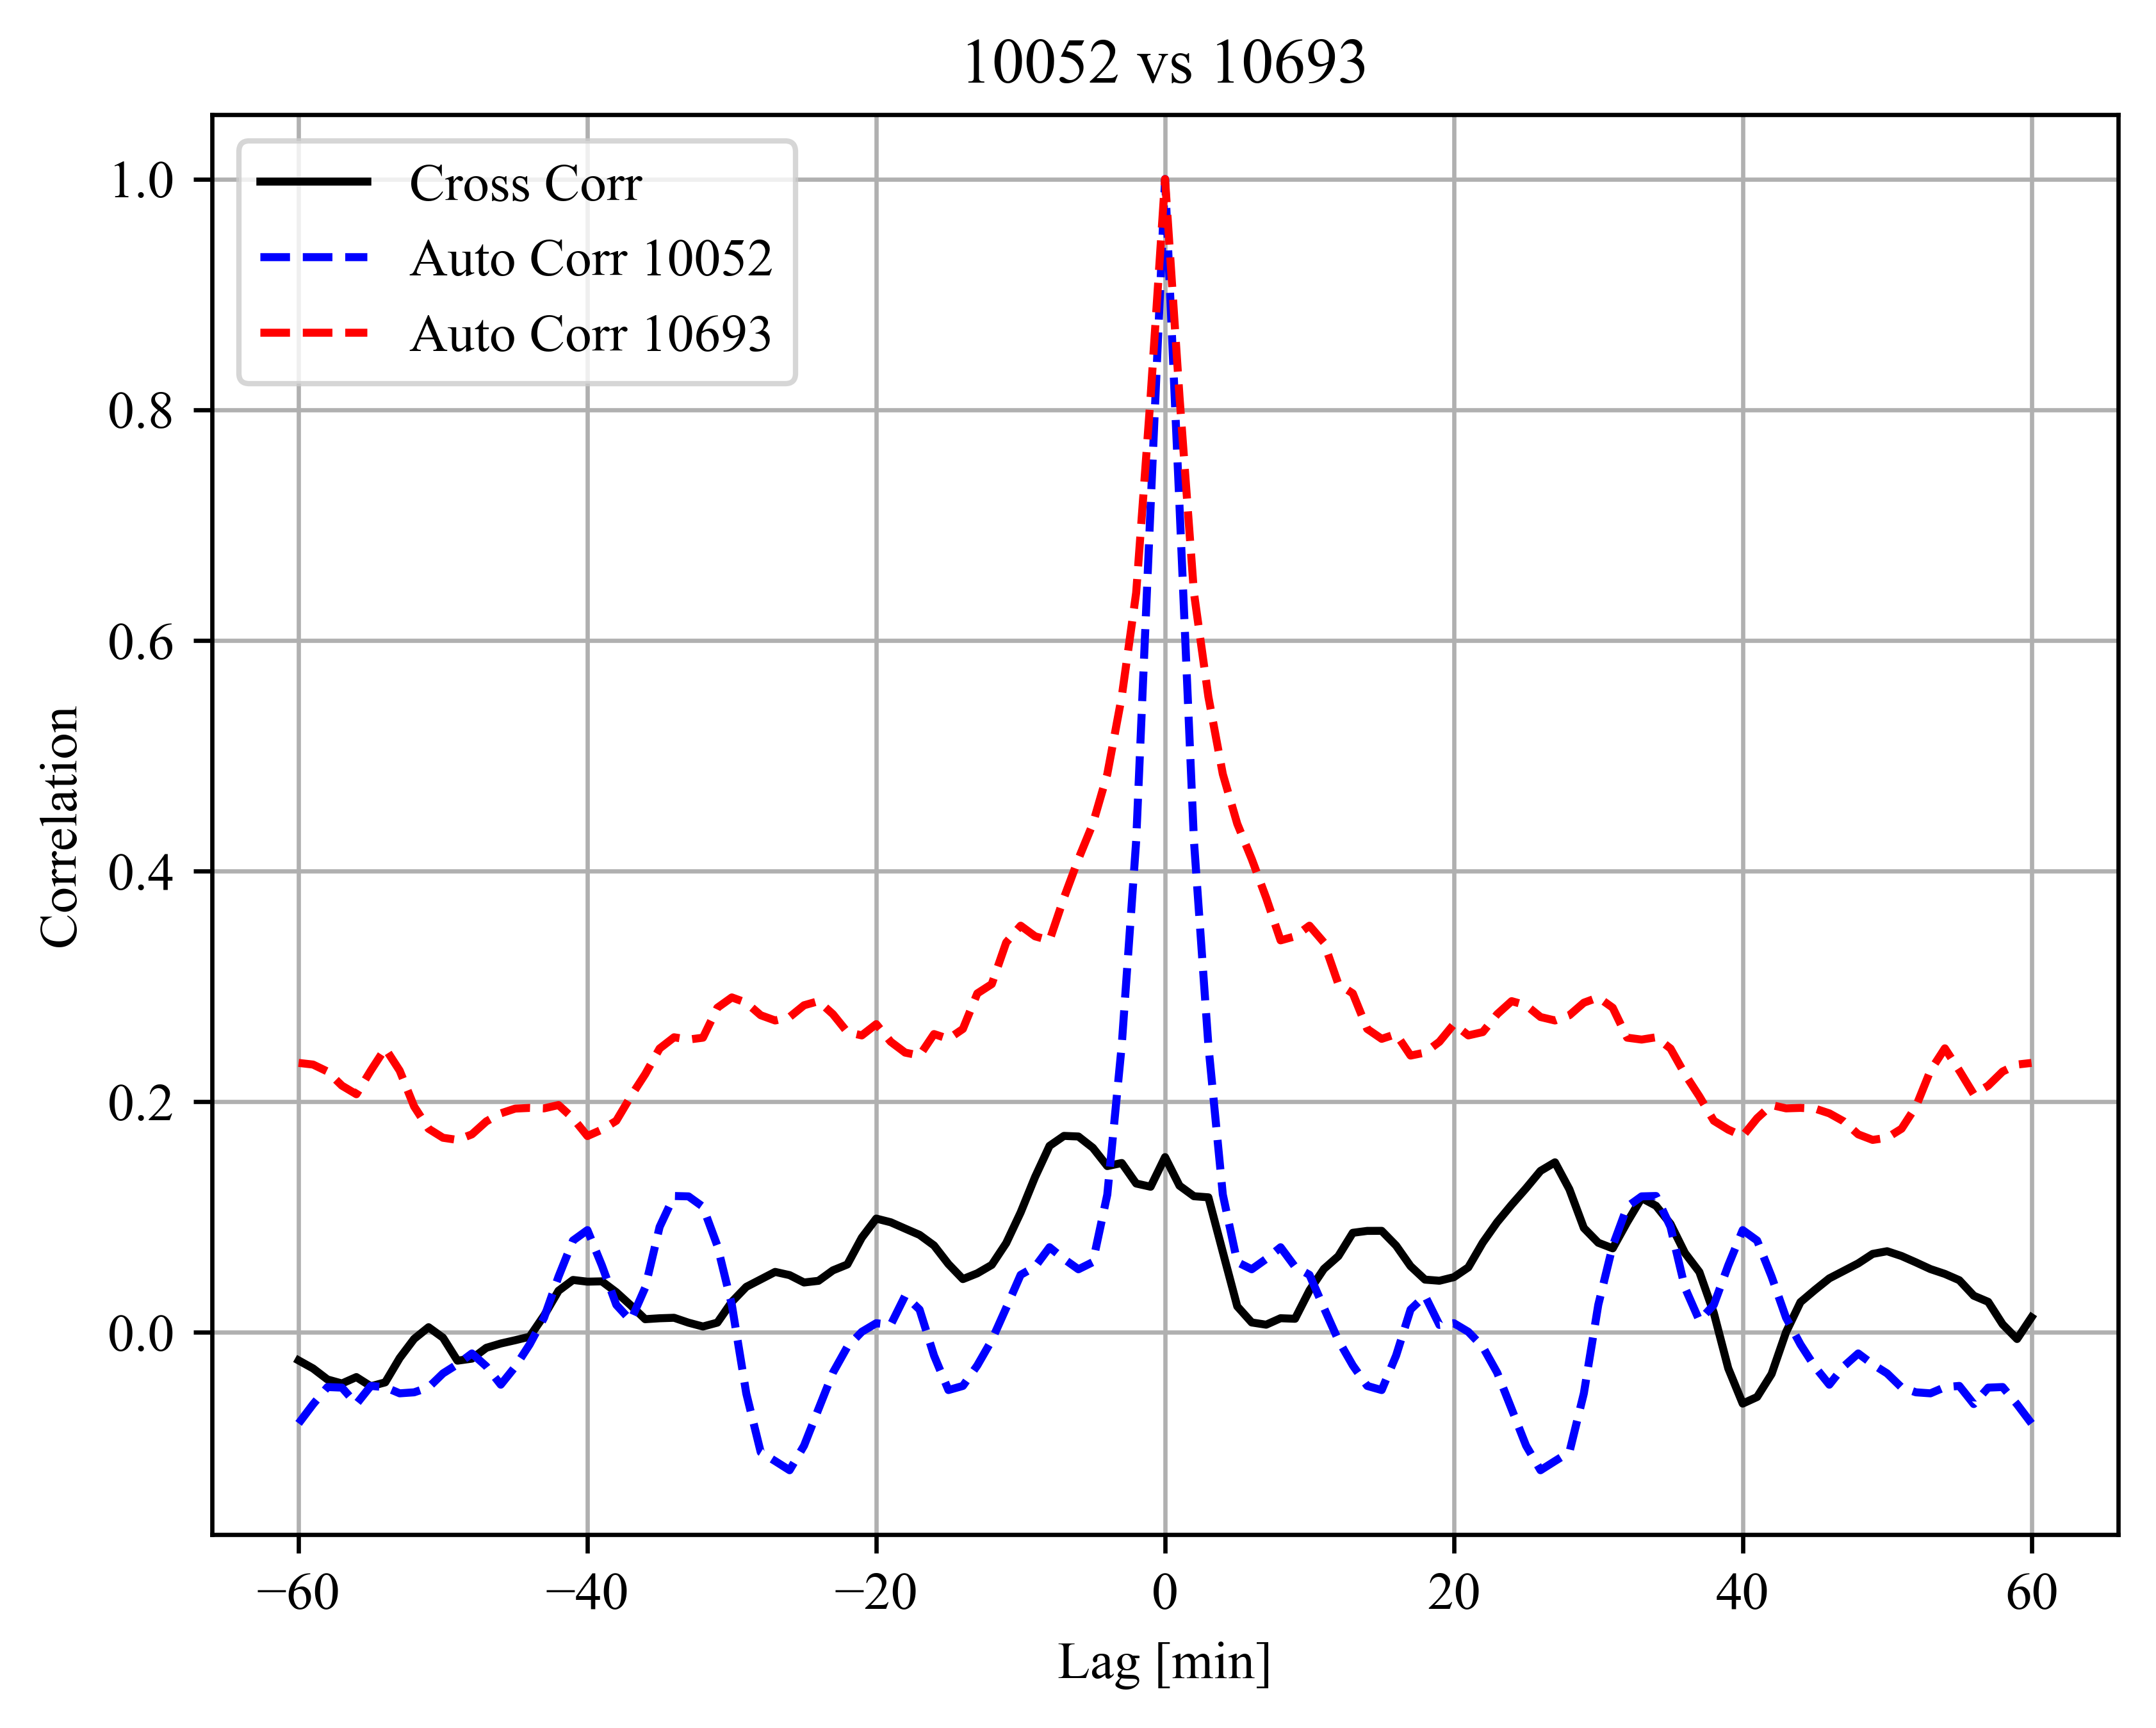 10052 vs 10693
Cross Corr
Auto Corr 10052
Auto Corr 10693
1.0
0.8
0.6
0.4
0.2
0.0
Correlation
−60 −40 −20 0 20 40 60
Lag [min]